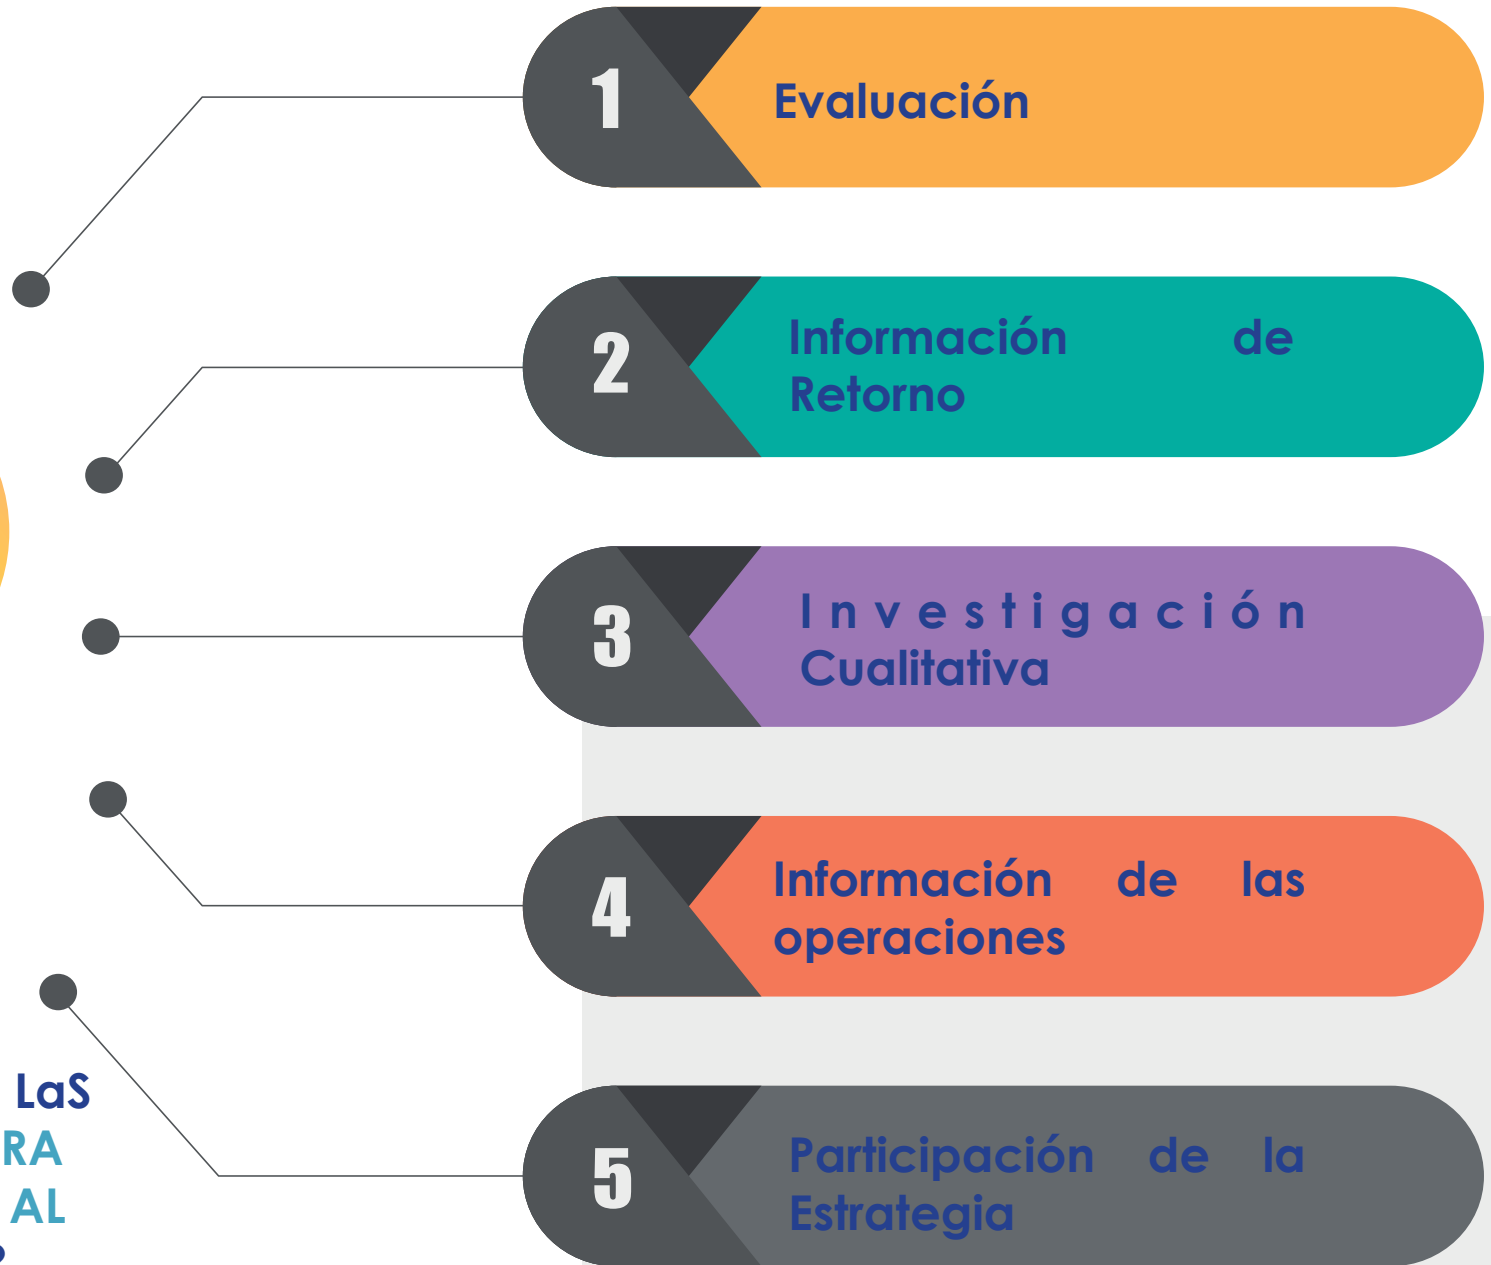 1
Evaluación
2
Información de
Retorno
3
Investigación
Cualitativa
4
Información de las
operaciones
5
Participación de la
Estrategia
LaS
RA
AL